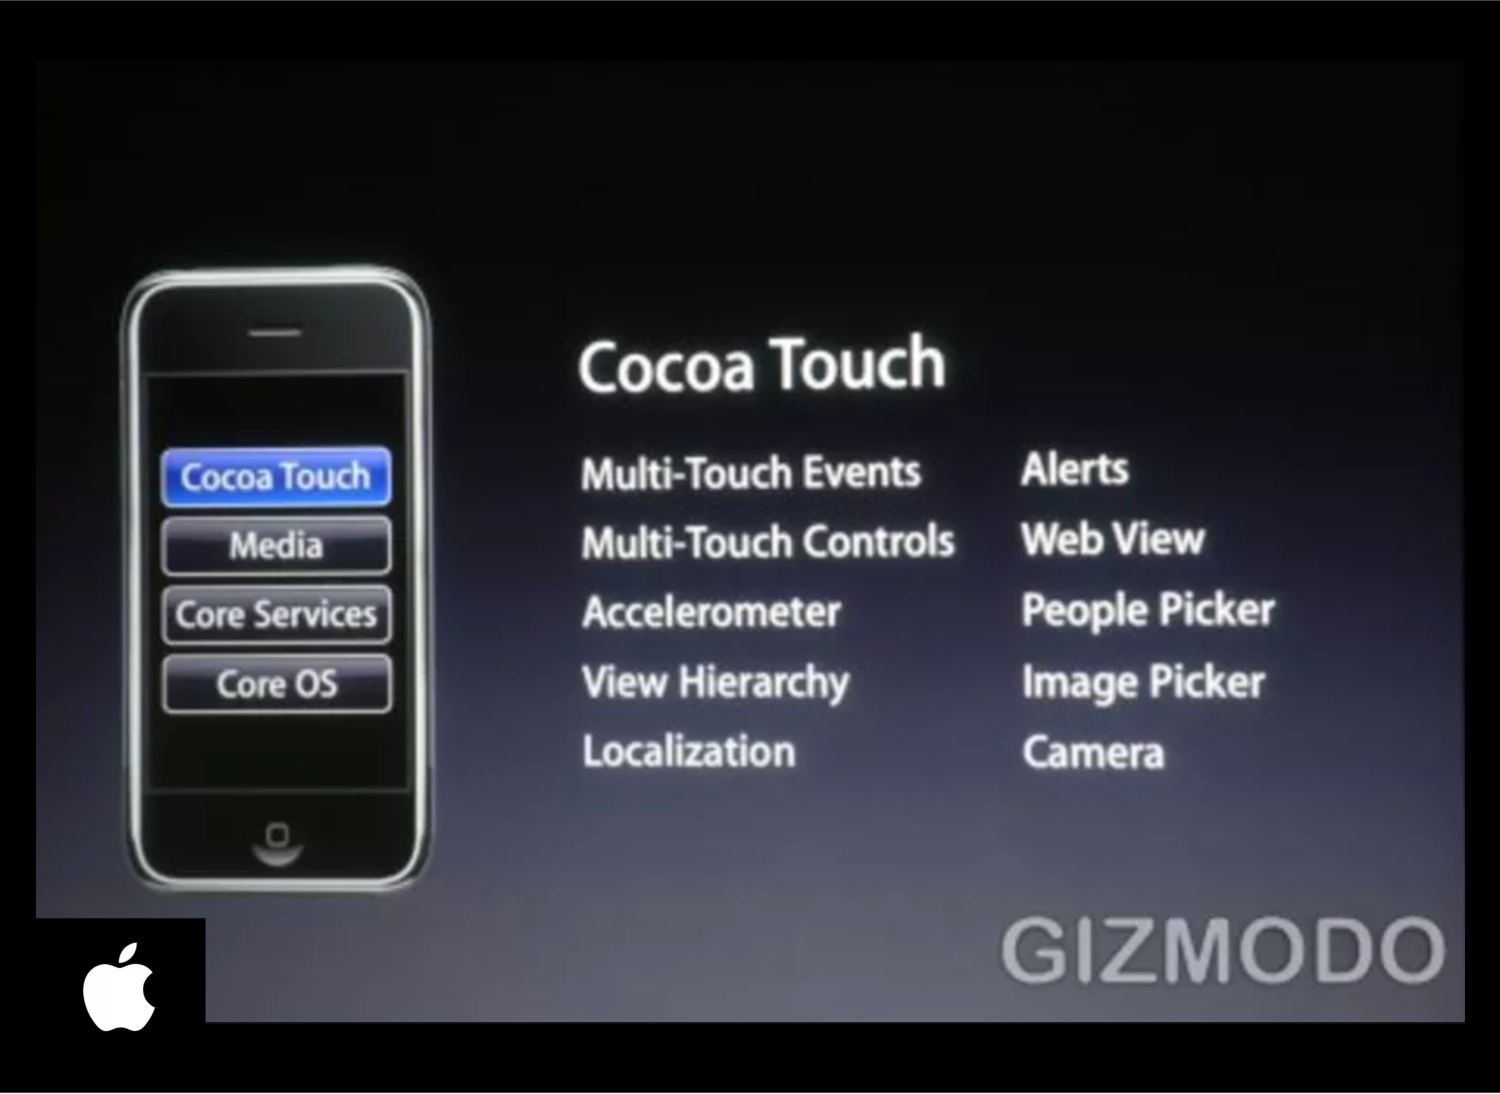 Cocoa Touch
Media
Core Services
Core OS
Cocoa Touch
Multi-Touch Events
Multi-Touch Controls
Accelerometer
View Hierarchy
Localization
Alerts
Web View
People Picker
Image Picker
Camera
GIZMODO